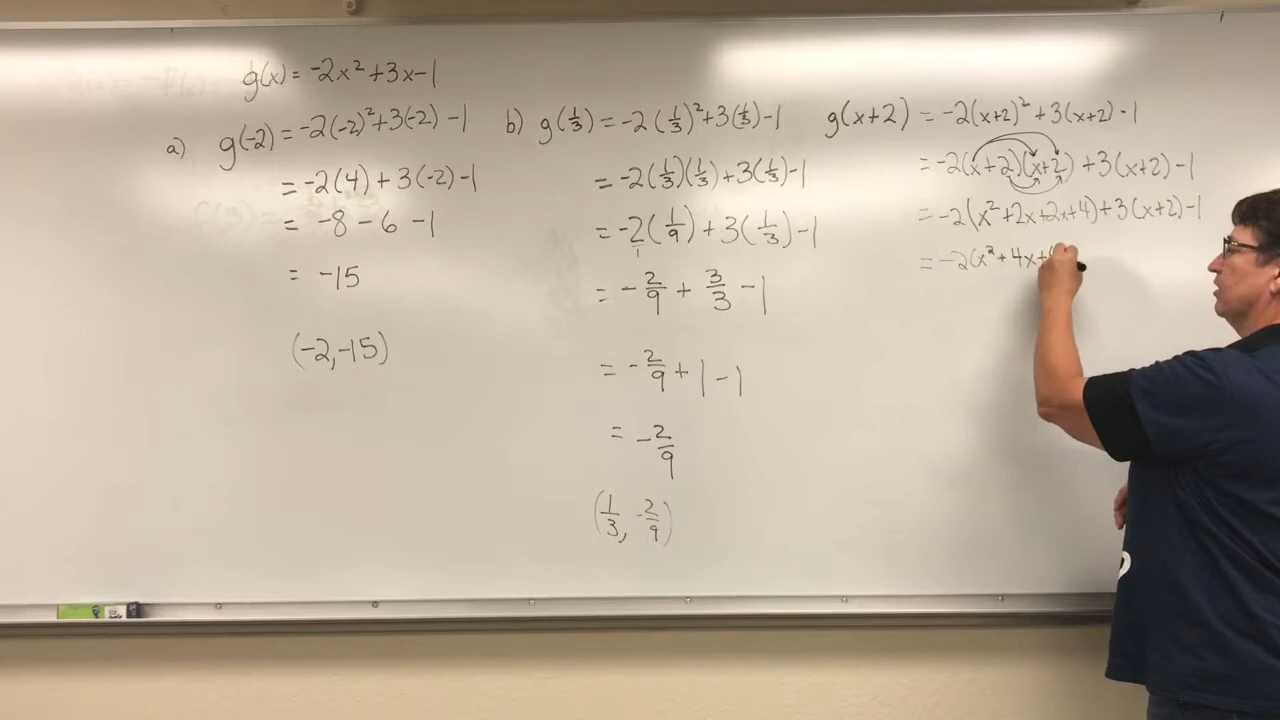 g(x) = -2x² + 3x - 1
a) g(-2) = -2(-2)² + 3(-2) - 1
= -2(4) + 3(-2) - 1
= -8 - 6 - 1
= -15
(-2, -15)
b) g(1/3) = -2(1/3)² + 3(1/3) - 1
= -2(1/3)(1/3) + 3(1/3) - 1
= -2/1(1/9) + 3(1/3) - 1
= -2/9 + 3/3 - 1
= -2/9 + 1 - 1
= -2/9
(1/3, -2/9)
g(x+2) = -2(x+2)² + 3(x+2) - 1
= -2(x+2)(x+2) + 3(x+2) - 1
= -2(x² + 2x + 2x + 4) + 3(x+2) - 1
= -2(x² + 4x +